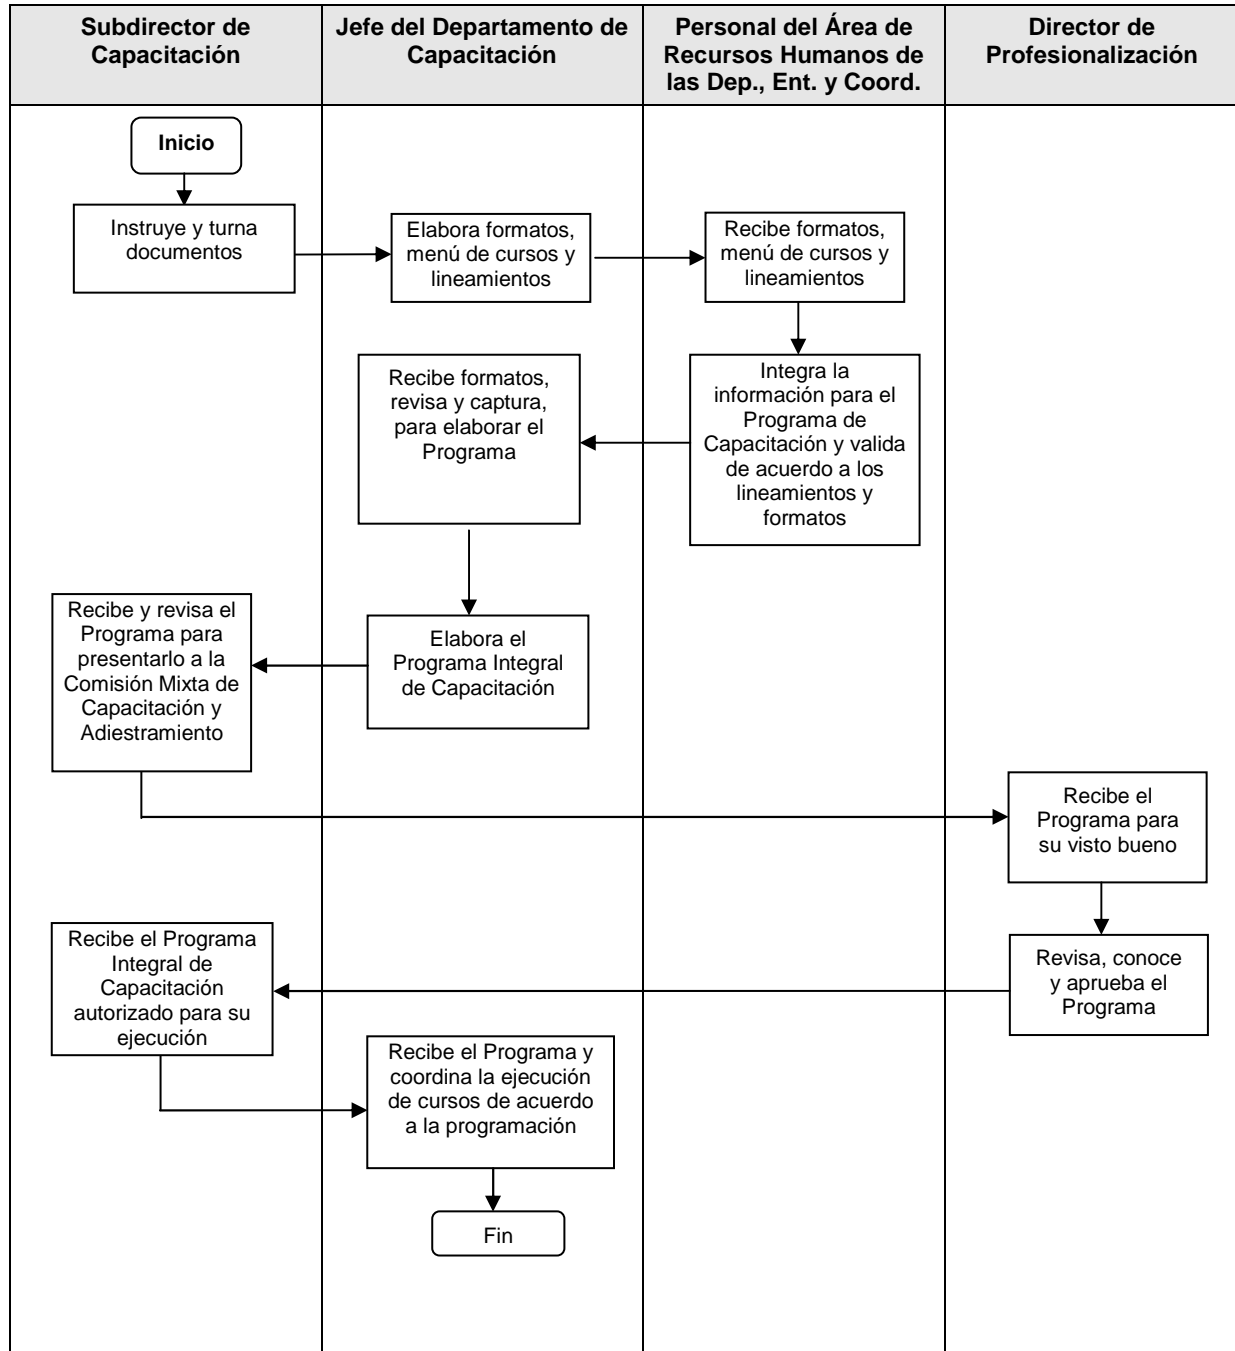 Subdirector de
Capacitación
Jefe del Departamento de
Capacitación
Personal del Área de
Recursos Humanos de
las Dep., Ent. y Coord.
Director de
Profesionalización
Inicio
Instruye y turna
documentos
Elabora formatos,
menú de cursos y
lineamientos
Recibe formatos,
menú de cursos y
lineamientos
Recibe formatos,
revisa y captura,
para elaborar el
Programa
Integra la
información para el
Programa de
Capacitación y valida
de acuerdo a los
lineamientos y
formatos
Recibe y revisa el
Programa para
presentarlo a la
Comisión Mixta de
Capacitación y
Adiestramiento
Elabora el
Programa Integral
de Capacitación
Recibe el
Programa para
su visto bueno
Recibe el Programa
Integral de
Capacitación
autorizado para su
ejecución
Revisa, conoce
y aprueba el
Programa
Recibe el Programa y
coordina la ejecución
de cursos de acuerdo
a la programación
Fin